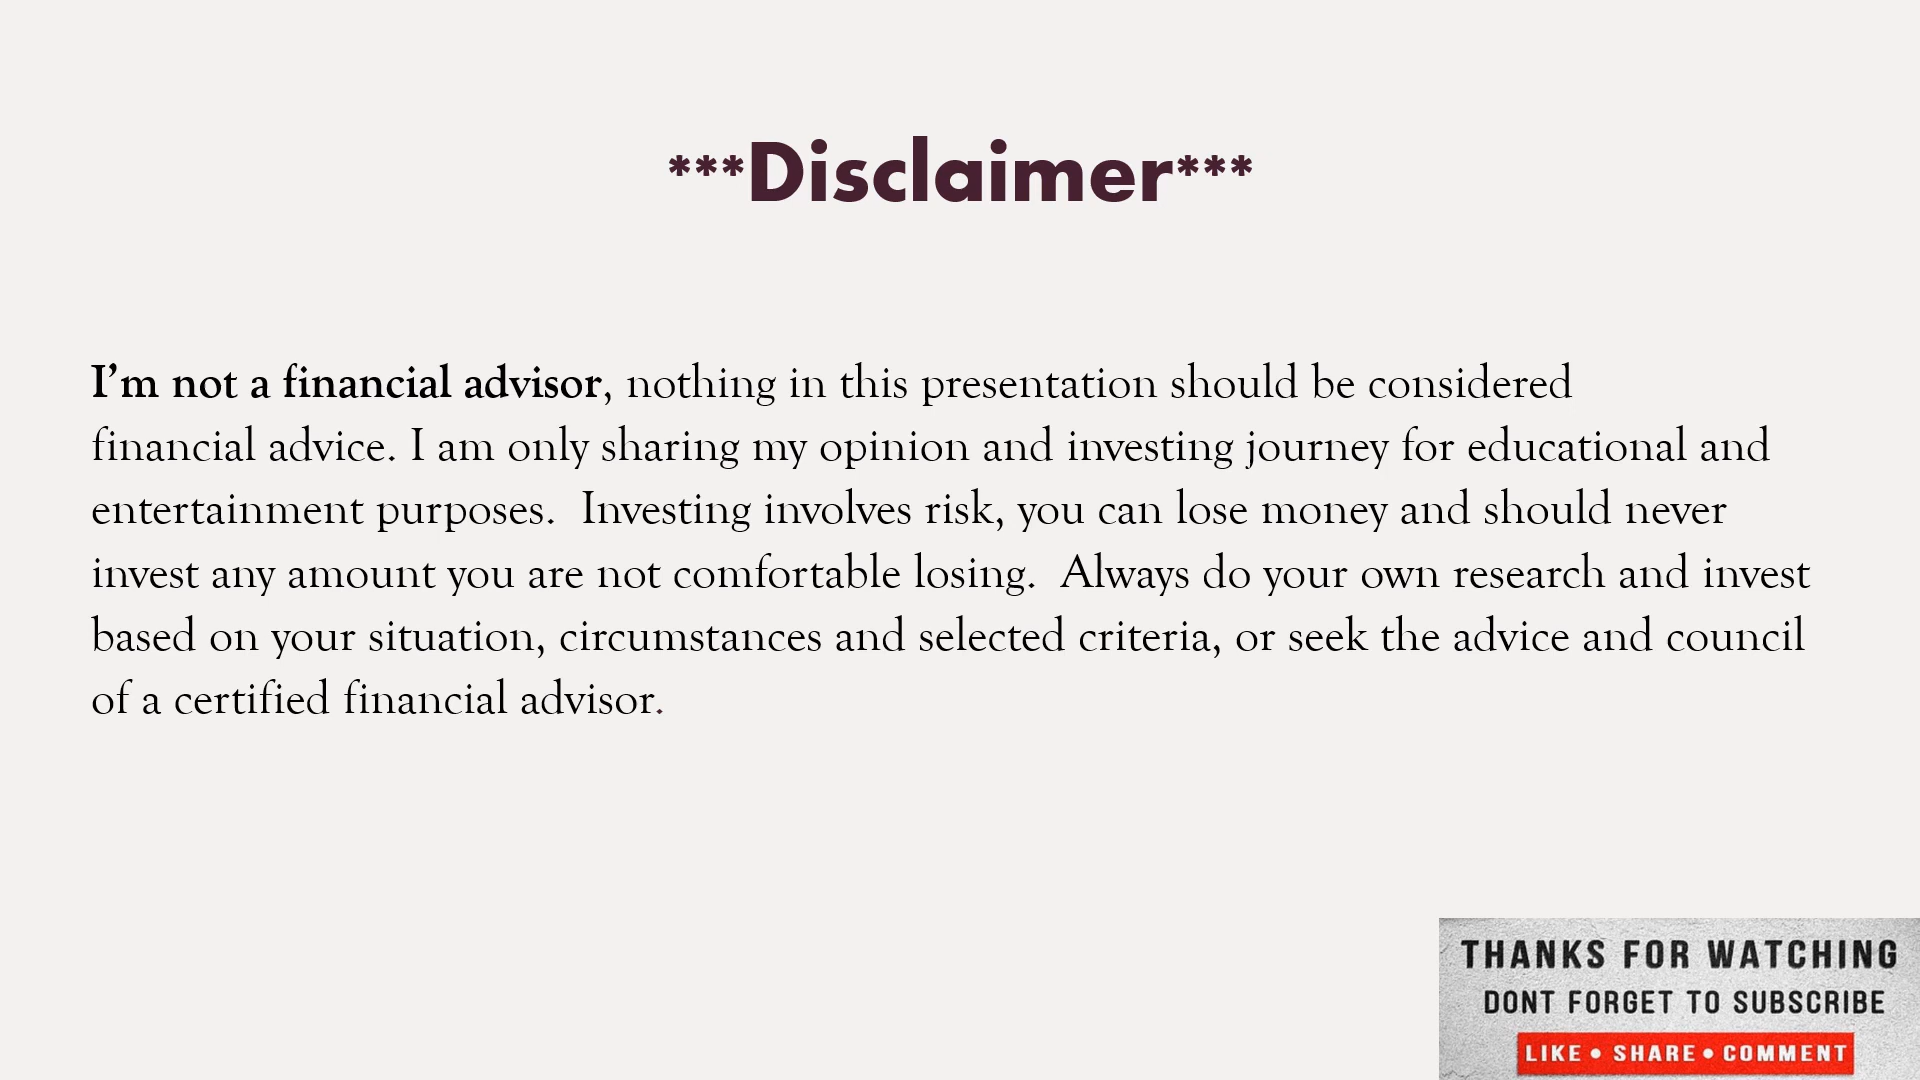 ***Disclaimer***
I'm not a financial advisor, nothing in this presentation should be considered
financial advice. I am only sharing my opinion and investing journey for educational and
entertainment purposes.  Investing involves risk, you can lose money and should never
invest any amount you are not comfortable losing.  Always do your own research and invest
based on your situation, circumstances and selected criteria, or seek the advice and council
of a certified financial advisor.
THANKS FOR WATCHING
DONT FORGET TO SUBSCRIBE
LIKE • SHARE • COMMENT